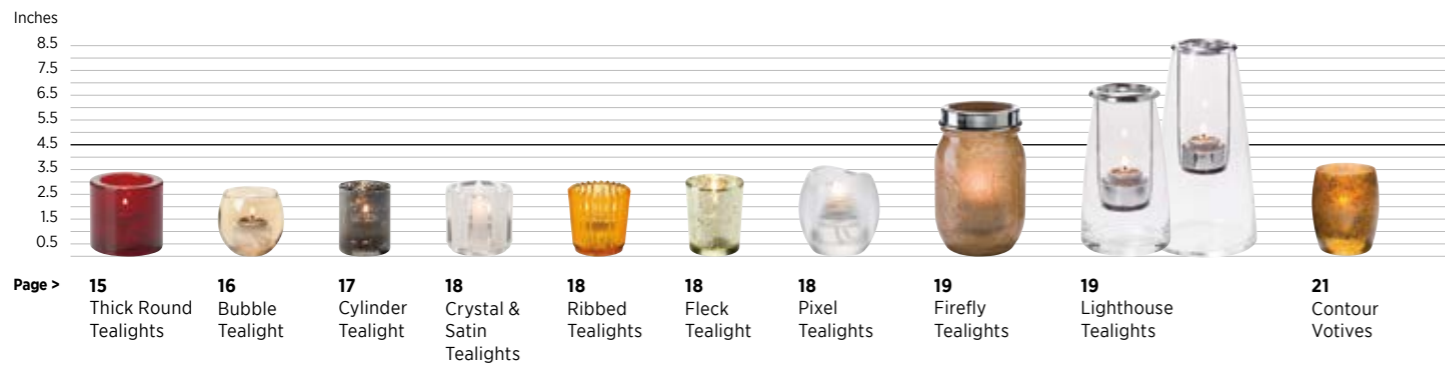 Inches
8.5
7.5
6.5
5.5
4.5
3.5
2.5
1.5
0.5
Page > 15 16 17 18 18 18 18 19 19 21
Thick Round Bubble Cylinder Crystal & Ribbed Fleck Pixel Firefly Lighthouse Contour
Tealights Tealight Tealight Satin Tealights Tealight Tealights Tealights Tealights Votives
Tealights